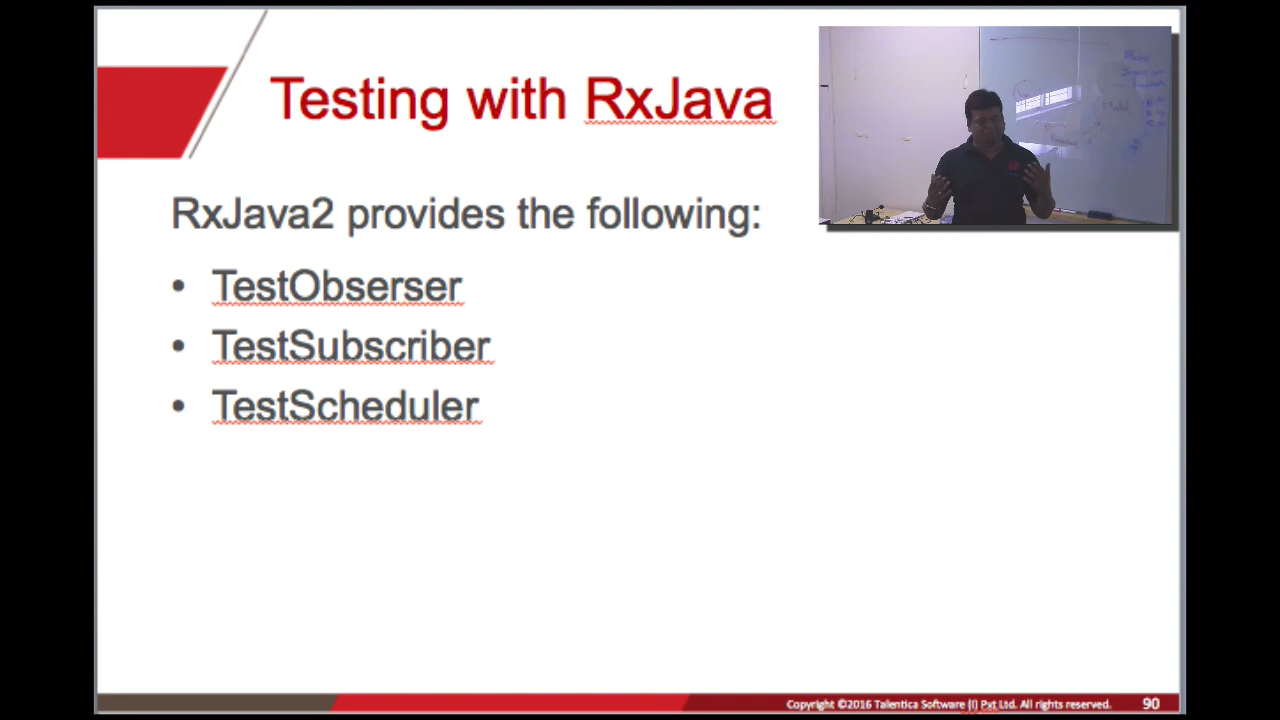 Testing with RxJava
RxJava2 provides the following:
• TestObserser
• TestSubscriber
• TestScheduler
Model
Copyright ©2016 Talentica Software (I) Pvt Ltd. All rights reserved. 90